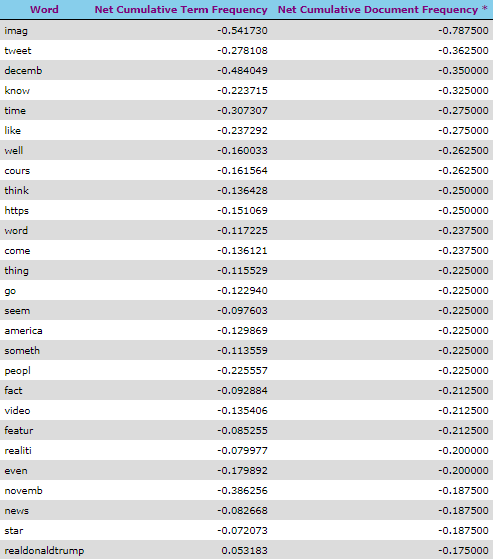 Word Net Cumulative Term Frequency Net Cumulative Document Frequency *
imag -0.541730 -0.787500
tweet -0.278108 -0.362500
decemb -0.484049 -0.350000
know -0.223715 -0.325000
time -0.307307 -0.275000
like -0.237292 -0.275000
well -0.160033 -0.262500
cours -0.161564 -0.262500
think -0.136428 -0.250000
https -0.151069 -0.250000
word -0.117225 -0.237500
come -0.136121 -0.237500
thing -0.115529 -0.225000
go -0.122940 -0.225000
seem -0.097603 -0.225000
america -0.129869 -0.225000
someth -0.113559 -0.225000
peopl -0.225557 -0.225000
fact -0.092884 -0.212500
video -0.135406 -0.212500
featur -0.085255 -0.212500
realiti -0.079977 -0.200000
even -0.179892 -0.200000
novemb -0.386256 -0.187500
news -0.082668 -0.187500
star -0.072073 -0.187500
realdonaldtrump 0.053183 -0.175000